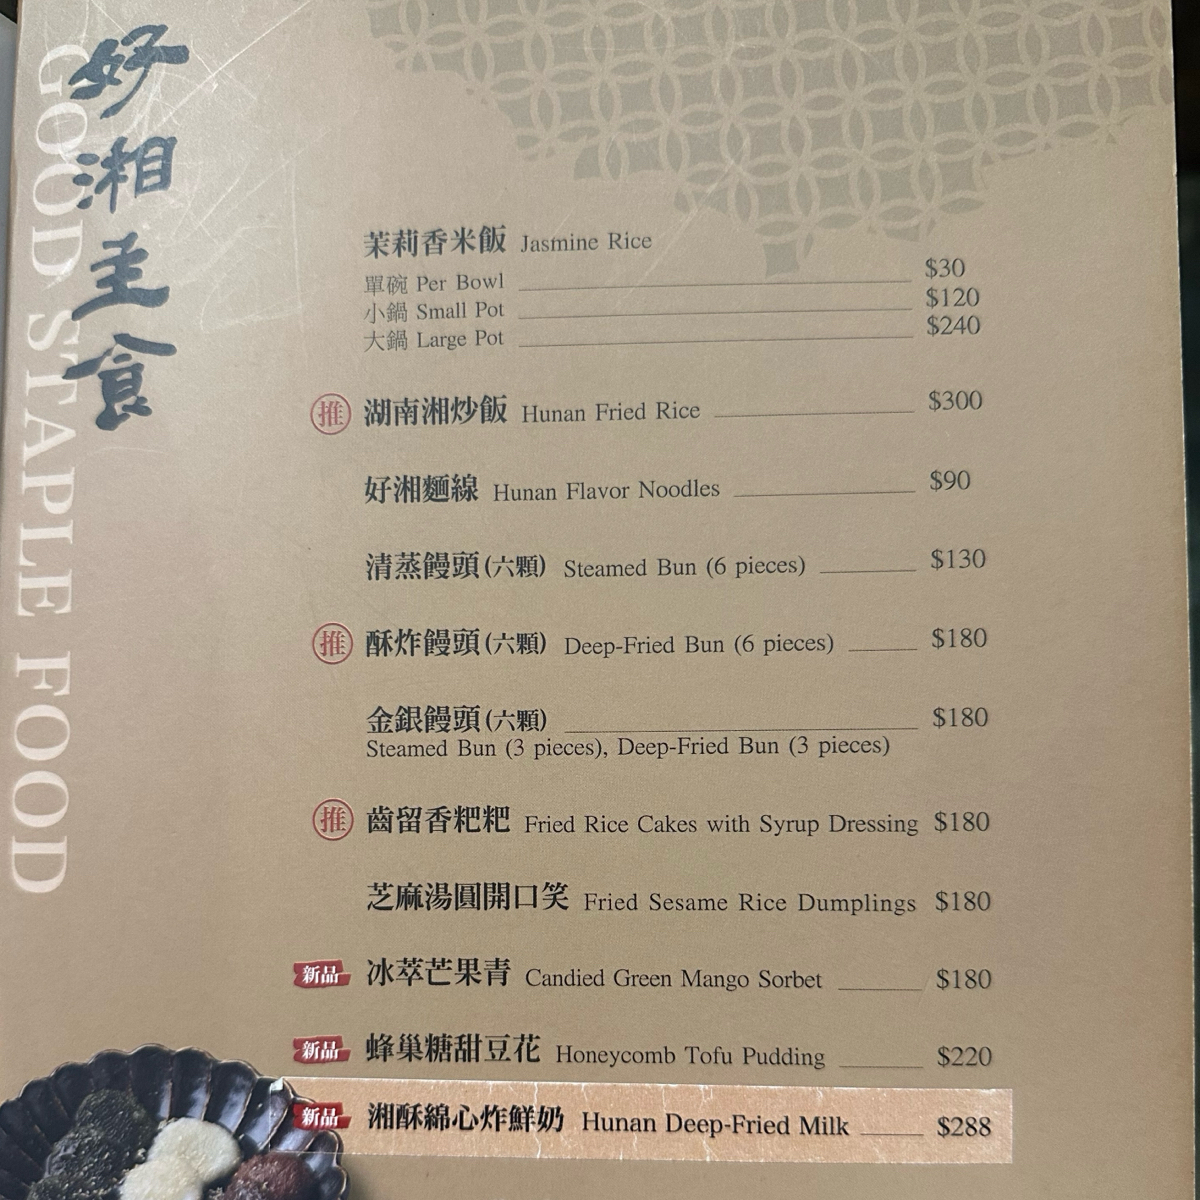 好湘主食
GOOD STAPLE FOOD
茉莉香米飯 Jasmine Rice
單碗 Per Bowl $30
小鍋 Small Pot $120
大鍋 Large Pot $240
推 湖南湘炒飯 Hunan Fried Rice $300
好湘麵線 Hunan Flavor Noodles $90
清蒸饅頭(六顆) Steamed Bun (6 pieces) $130
推 酥炸饅頭(六顆) Deep-Fried Bun (6 pieces) $180
金銀饅頭(六顆) $180
Steamed Bun (3 pieces), Deep-Fried Bun (3 pieces)
推 齒留香粑粑 Fried Rice Cakes with Syrup Dressing $180
芝麻湯圓開口笑 Fried Sesame Rice Dumplings $180
新品 冰萃芒果青 Candied Green Mango Sorbet $180
新品 蜂巢糖甜豆花 Honeycomb Tofu Pudding $220
新品 湘酥綿心炸鮮奶 Hunan Deep-Fried Milk $288